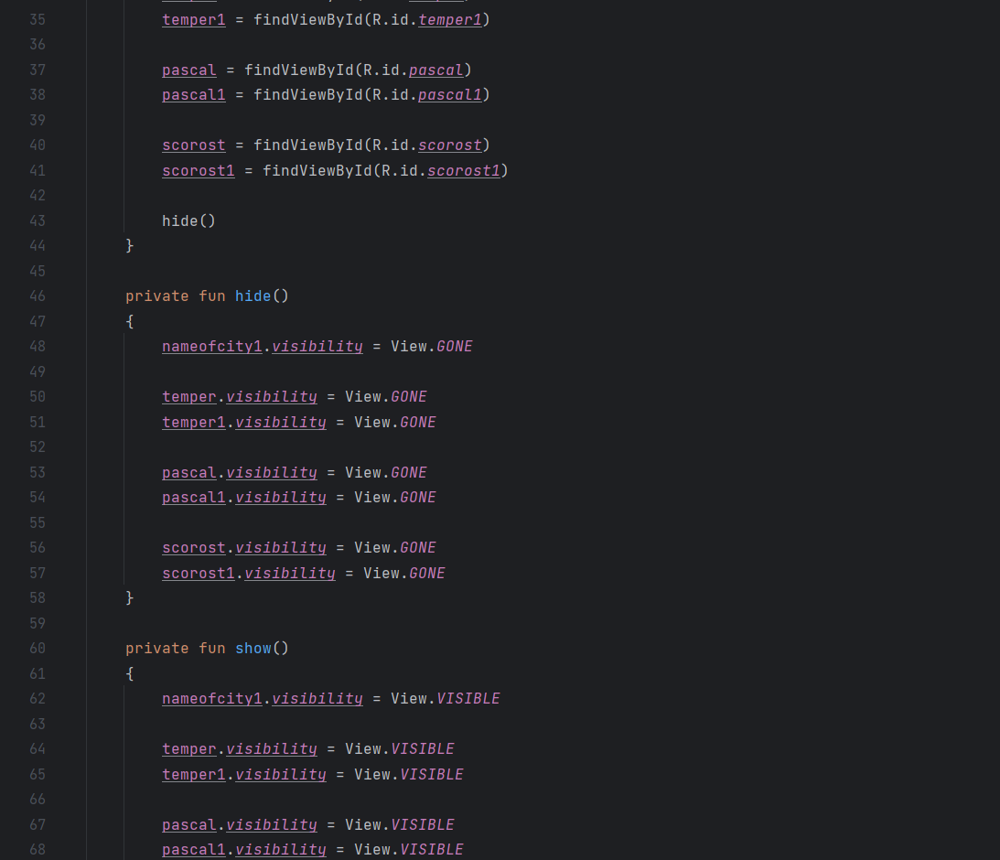 35 temper1 = findViewById(R.id.temper1)
36
37 pascal = findViewById(R.id.pascal)
38 pascal1 = findViewById(R.id.pascal1)
39
40 scorost = findViewById(R.id.scorost)
41 scorost1 = findViewById(R.id.scorost1)
42
43 hide()
44 }
45
46 private fun hide()
47 {
48 nameofcity1.visibility = View.GONE
49
50 temper.visibility = View.GONE
51 temper1.visibility = View.GONE
52
53 pascal.visibility = View.GONE
54 pascal1.visibility = View.GONE
55
56 scorost.visibility = View.GONE
57 scorost1.visibility = View.GONE
58 }
59
60 private fun show()
61 {
62 nameofcity1.visibility = View.VISIBLE
63
64 temper.visibility = View.VISIBLE
65 temper1.visibility = View.VISIBLE
66
67 pascal.visibility = View.VISIBLE
68 pascal1.visibility = View.VISIBLE